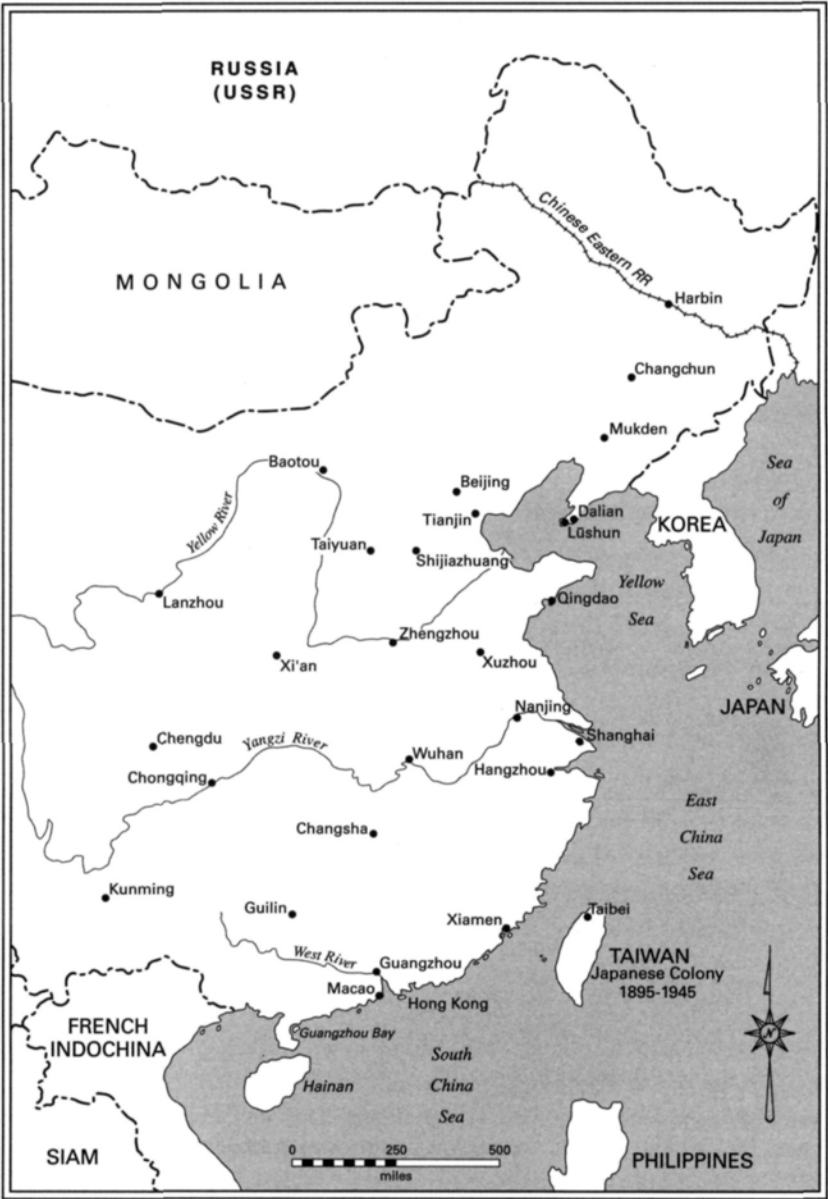 RUSSIA
(USSR)
Chinese Eastern RR
MONGOLIA
Harbin
Changchun
Mukden
Baotou
Beijing
Sea
of
Japan
Yellow River
Tianjin
Dalian
Lüshun
KOREA
Taiyuan
Shijiazhuang
Yellow
Sea
Lanzhou
Qingdao
Zhengzhou
Xi'an
Xuzhou
Nanjing
JAPAN
Chengdu
Yangzi River
Wuhan
Shanghai
Chongqing
Hangzhou
East
China
Sea
Changsha
Kunming
Guilin
Xiamen
Taibei
West River
Guangzhou
TAIWAN
Japanese Colony
1895-1945
Macao
Hong Kong
FRENCH
INDOCHINA
Guangzhou Bay
N
South
China
Sea
Hainan
SIAM
0 250 500
miles
PHILIPPINES